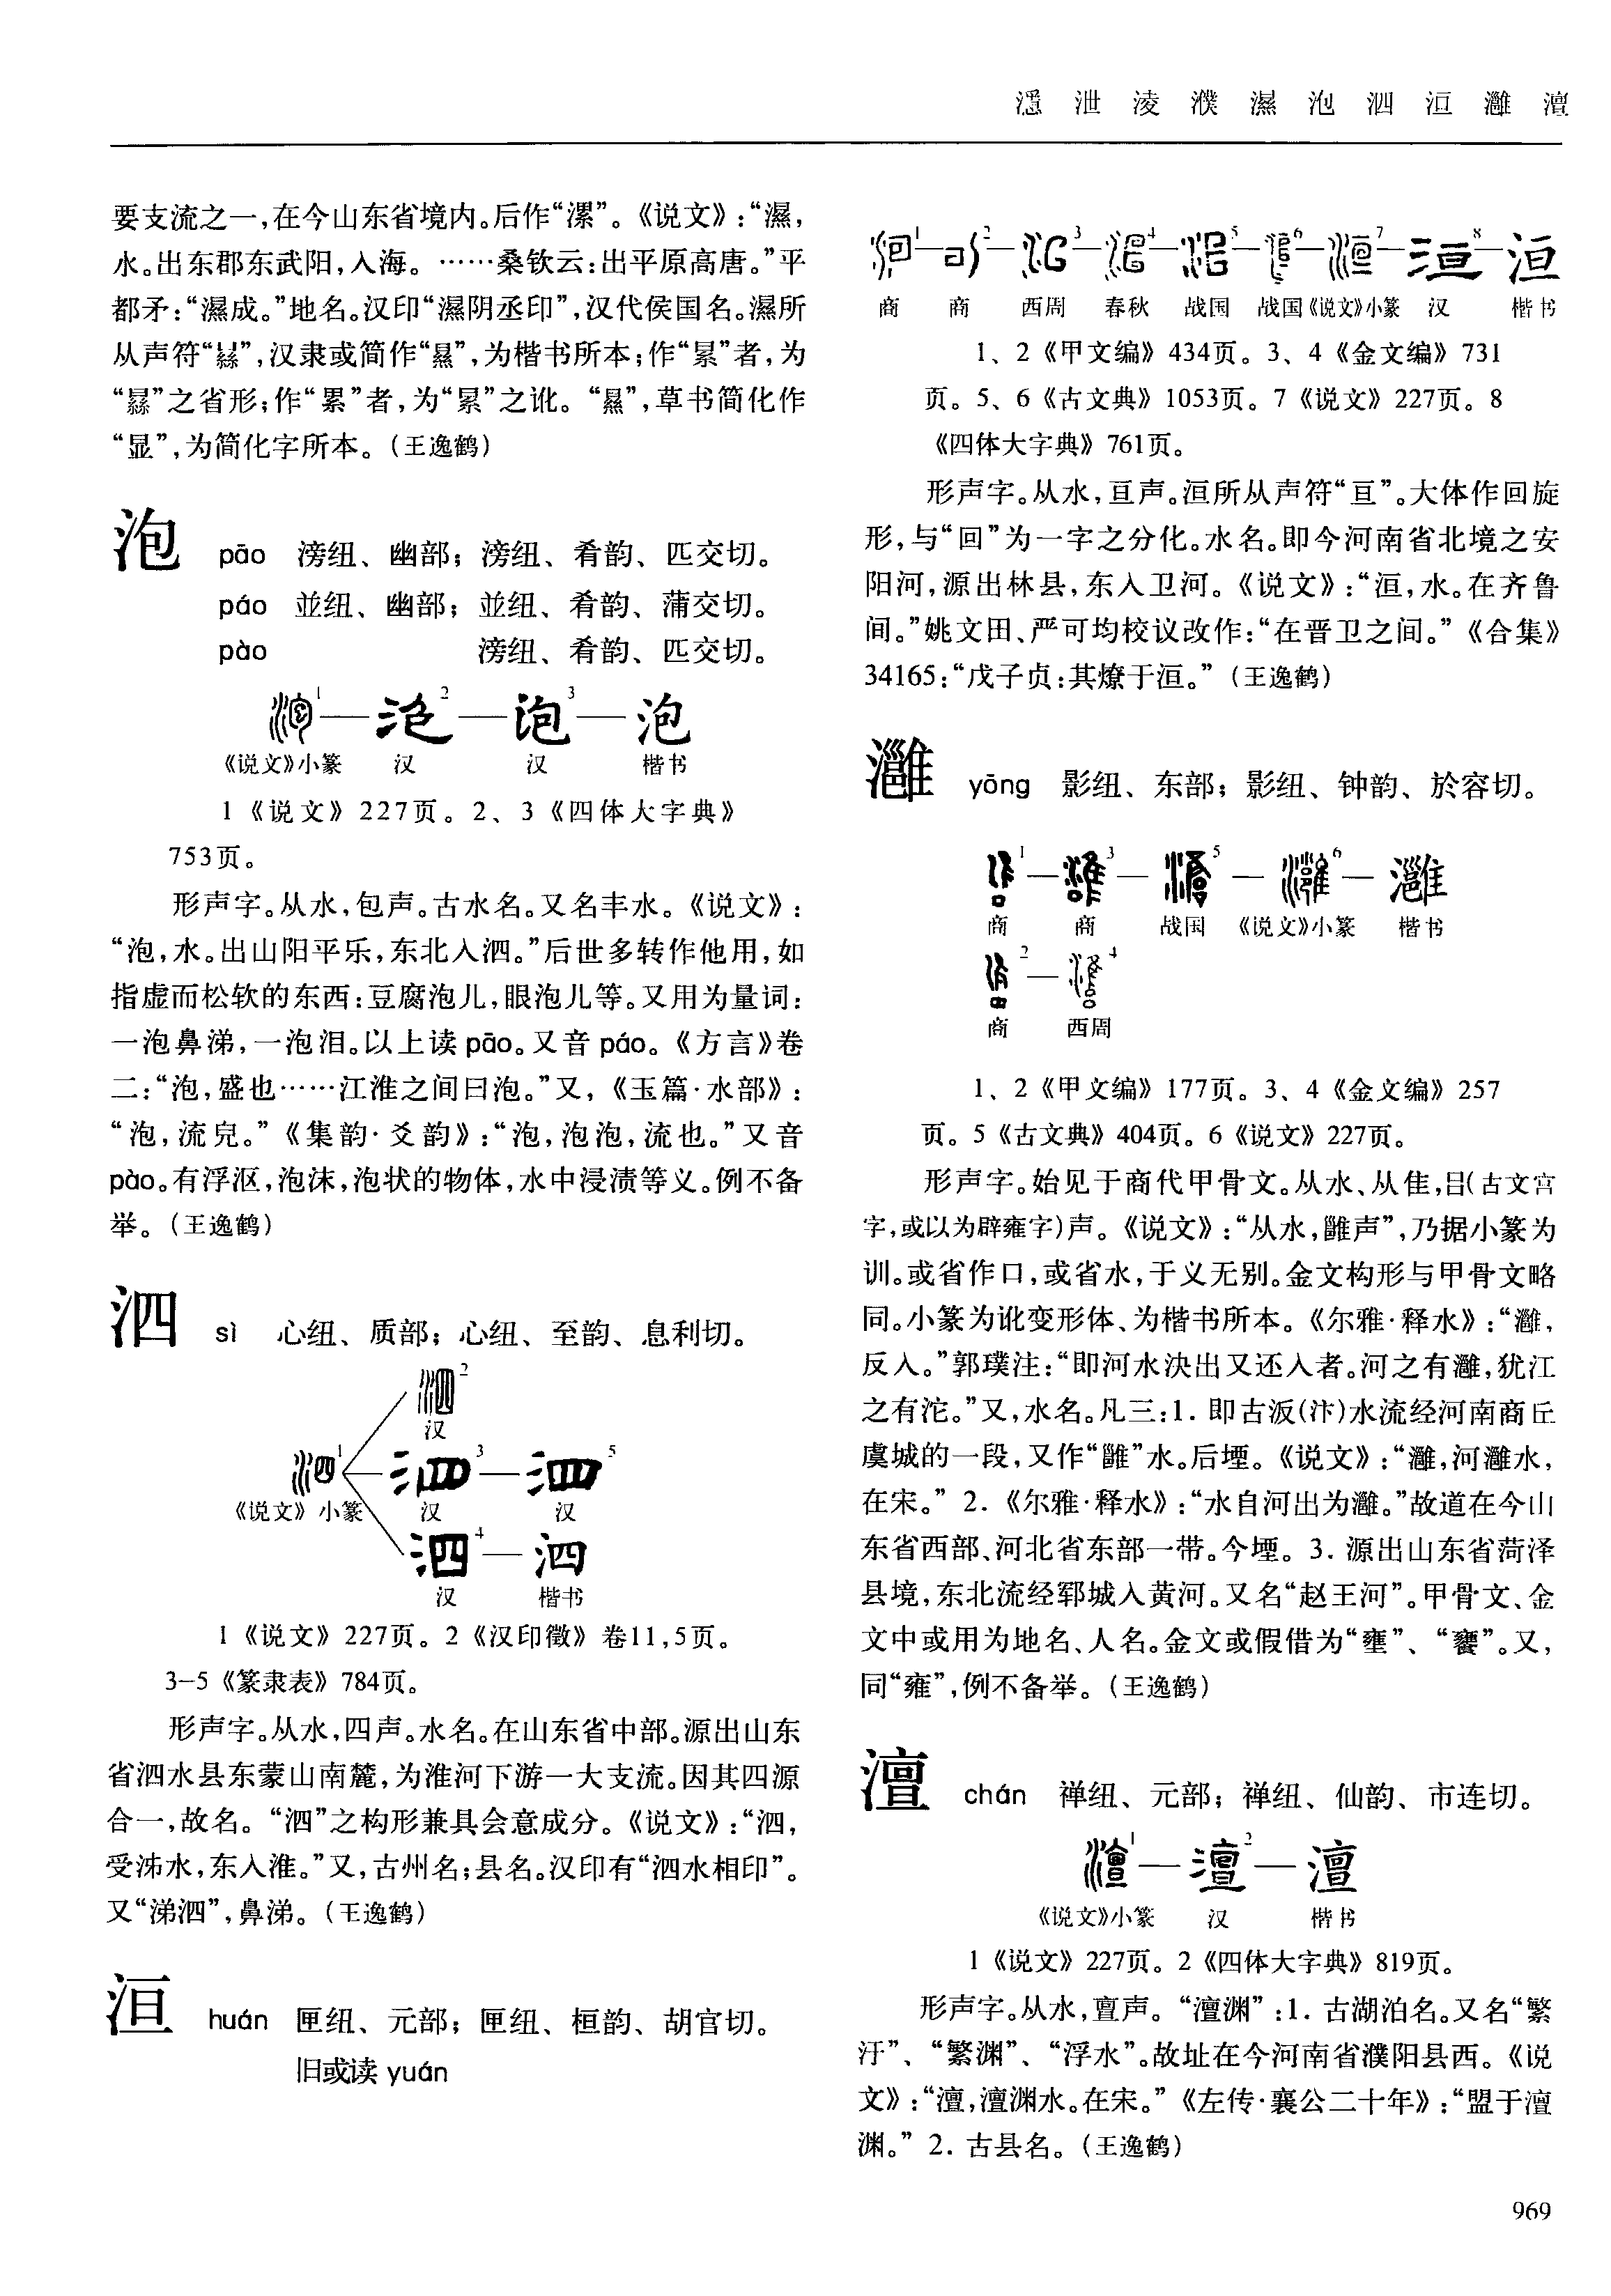 濦 泄 淩 濮 濕 泡 泗 洹 灉 澶
要支流之一,在今山东省境内。后作“漯”。《说文》:“濕,
水。出东郡东武阳,入海。……桑钦云:出平原高唐。”平
都矛:“濕成。”地名。汉印“濕阴丞印”,汉代侯国名。濕所
从声符“㬎”,汉隶或简作“㬎”,为楷书所本;作“㬎”者,为
之省形;作“累”者,为之讹。“㬎”,草书简化作
“显”,为简化字所本。(王逸鹤)
泡 pāo 滂纽、幽部;滂纽、肴韵、匹交切。
páo 並纽、幽部;並纽、肴韵、蒲交切。
pào 滂纽、肴韵、匹交切。
1 — 2 — 3 — 泡
《说文》小篆 汉 汉 楷书
1《说文》227页。2、3《四体大字典》
753页。
形声字。从水,包声。古水名。又名丰水。《说文》:
“泡,水。出山阳平乐,东北入泗。”后世多转作他用,如
指虚而松软的东西:豆腐泡儿,眼泡儿等。又用为量词:
一泡鼻涕,一泡泪。以上读 pāo。又音 páo。《方言》卷
二:“泡,盛也……江淮之间曰泡。”又,《玉篇·水部》:
“泡,流皃。”《集韵·爻韵》:“泡,泡泡,流也。”又音
pào。有浮沤,泡沫,泡状的物体,水中浸渍等义。例不备
举。(王逸鹤)
泗 sì 心纽、质部;心纽、至韵、息利切。
2
汉
1 3 — 5
《说文》小篆 汉 汉
4 — 泗
汉 楷书
1《说文》227页。2《汉印徵》卷11,5页。
3-5《篆隶表》784页。
形声字。从水,四声。水名。在山东省中部。源出山东
省泗水县东蒙山南麓,为淮河下游一大支流。因其四源
合一,故名。“泗”之构形兼具会意成分。《说文》:“泗,
受泲水,东入淮。”又,古州名;县名。汉印有“泗水相印”。
又“涕泗”,鼻涕。(王逸鹤)
洹 huán 匣纽、元部;匣纽、桓韵、胡官切。
旧或读 yuán
1 — 2 — 3 — 4 — 5 — 6 — 7 — 8 — 洹
商 商 西周 春秋 战国 战国《说文》小篆 汉 楷书
1、2《甲文编》434页。3、4《金文编》731
页。5、6《古文典》1053页。7《说文》227页。8
《四体大字典》761页。
形声字。从水,亘声。洹所从声符“亘”。大体作回旋
形,与“回”为一字之分化。水名。即今河南省北境之安
阳河,源出林县,东入卫河。《说文》:“洹,水。在齐鲁
间。”姚文田、严可均校议改作:“在晋卫之间。”《合集》
34165:“戊子贞:其燎于洹。”(王逸鹤)
灉 yōng 影纽、东部;影纽、钟韵、於容切。
1 — 3 — 5 — 6 — 灉
商 商 战国 《说文》小篆 楷书
2 — 4
商 西周
1、2《甲文编》177页。3、4《金文编》257
页。5《古文典》404页。6《说文》227页。
形声字。始见于商代甲骨文。从水、从隹,吕(古文宫
字,或以为辟雍字)声。《说文》:“从水,雝声”,乃据小篆为
训。或省作口,或省水,于义无别。金文构形与甲骨文略
同。小篆为讹变形体、为楷书所本。《尔雅·释水》:“灉,
反入。”郭璞注:“即河水决出又还入者。河之有灉,犹江
之有沱。”又,水名。凡三:1. 即古汳(汴)水流经河南商丘
虞城的一段,又作“雝”水。后堙。《说文》:“灉,河灉水,
在宋。”2.《尔雅·释水》:“水自河出为灉。”故道在今山
东省西部、河北省东部一带。今堙。3. 源出山东省菏泽
县境,东北流经郓城入黄河。又名“赵王河”。甲骨文、金
文中或用为地名、人名。金文或假借为“壅”、“饔”。又,
同“雍”,例不备举。(王逸鹤)
澶 chán 禅纽、元部;禅纽、仙韵、市连切。
1 — 2 — 澶
《说文》小篆 汉 楷书
1《说文》227页。2《四体大字典》819页。
形声字。从水,亶声。“澶渊”:1. 古湖泊名。又名“繁
汙”、“繁渊”、“浮水”。故址在今河南省濮阳县西。《说
文》:“澶,澶渊水。在宋。”《左传·襄公二十年》:“盟于澶
渊。”2. 古县名。(王逸鹤)
969